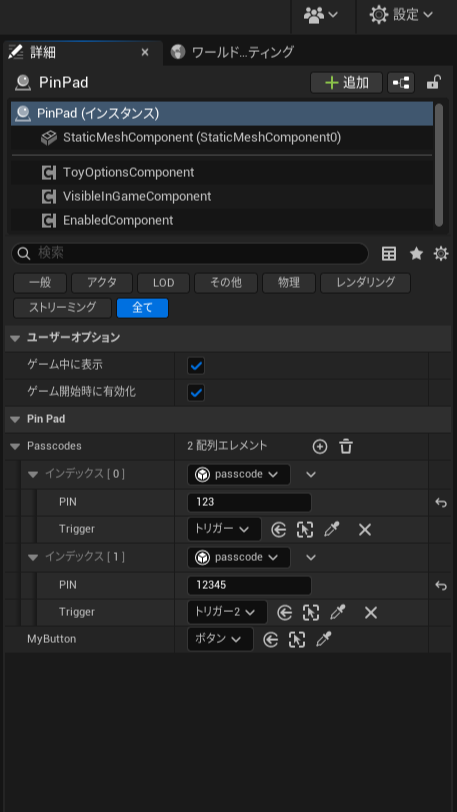 設定
詳細
ワールド...ティング
PinPad
追加
PinPad (インスタンス)
StaticMeshComponent (StaticMeshComponent0)
ToyOptionsComponent
VisibleInGameComponent
EnabledComponent
検索
一般 アクタ LOD その他 物理 レンダリング
ストリーミング 全て
ユーザーオプション
ゲーム中に表示
ゲーム開始時に有効化
Pin Pad
Passcodes 2 配列エレメント
インデックス [ 0 ] passcode
PIN 123
Trigger トリガー
インデックス [ 1 ] passcode
PIN 12345
Trigger トリガー2
MyButton ボタン